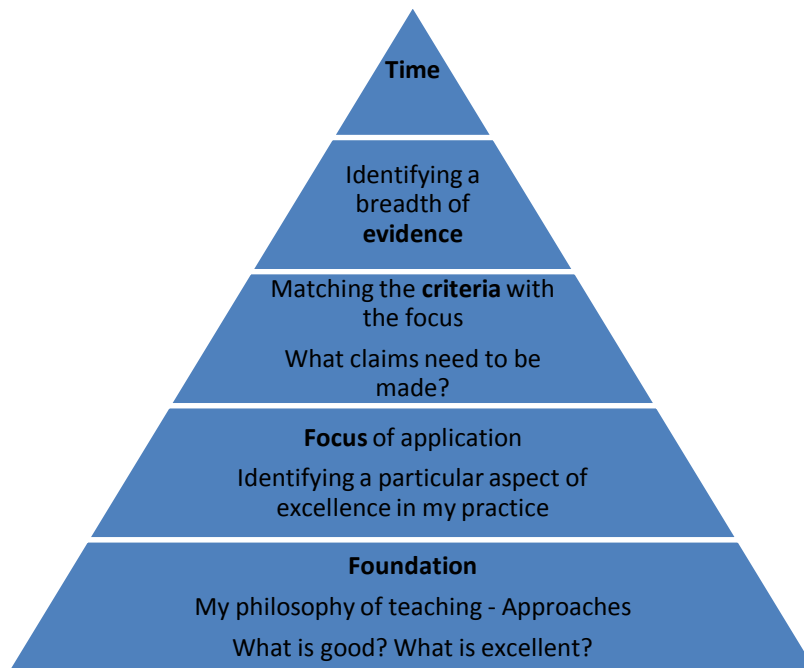 Time
Identifying a
breadth of
evidence
Matching the criteria with
the focus
What claims need to be
made?
Focus of application
Identifying a particular aspect of
excellence in my practice
Foundation
My philosophy of teaching - Approaches
What is good? What is excellent?